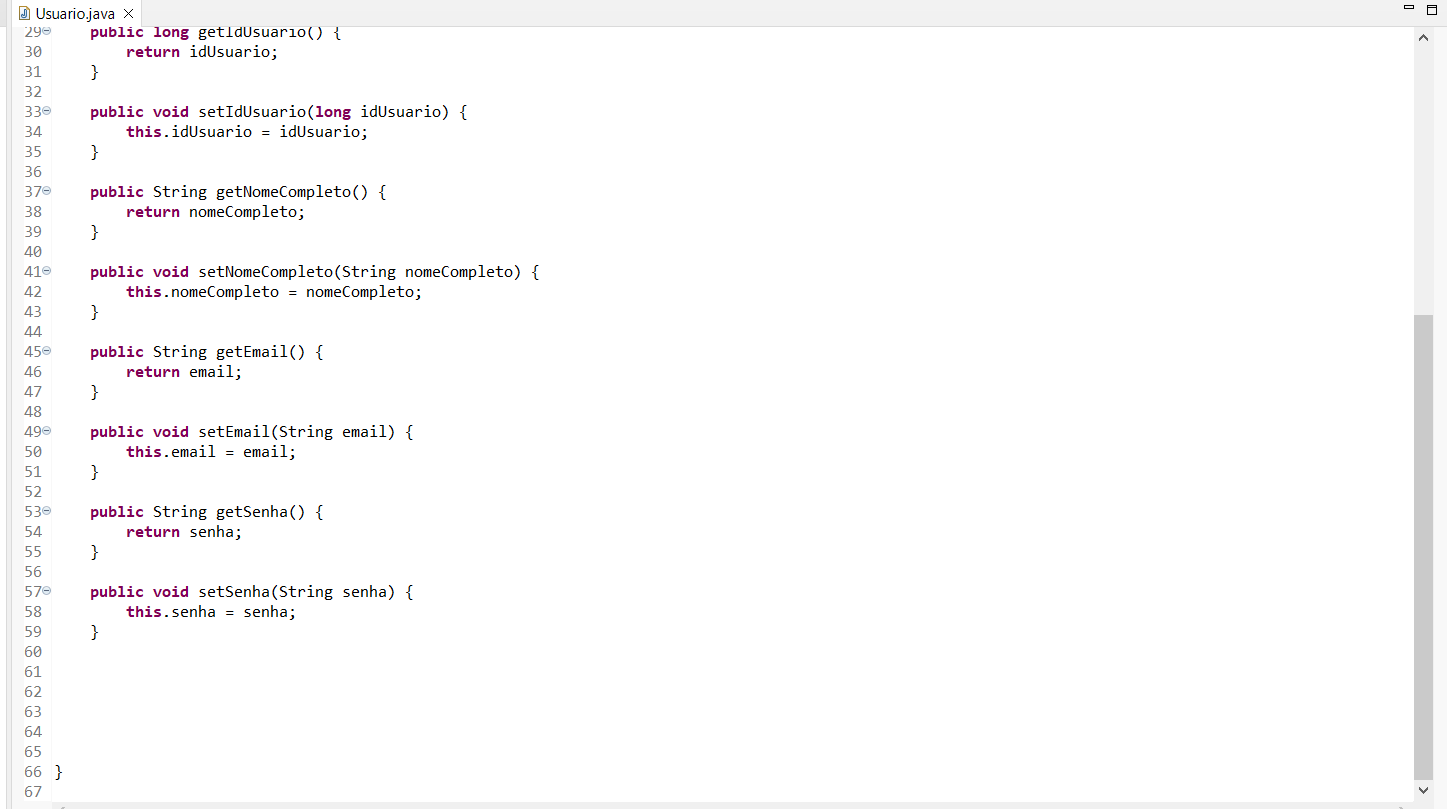 Usuario.java
29 public long getIdUsuario() {
30 return idUsuario;
31 }
32
33 public void setIdUsuario(long idUsuario) {
34 this.idUsuario = idUsuario;
35 }
36
37 public String getNomeCompleto() {
38 return nomeCompleto;
39 }
40
41 public void setNomeCompleto(String nomeCompleto) {
42 this.nomeCompleto = nomeCompleto;
43 }
44
45 public String getEmail() {
46 return email;
47 }
48
49 public void setEmail(String email) {
50 this.email = email;
51 }
52
53 public String getSenha() {
54 return senha;
55 }
56
57 public void setSenha(String senha) {
58 this.senha = senha;
59 }
60
61
62
63
64
65
66 }
67